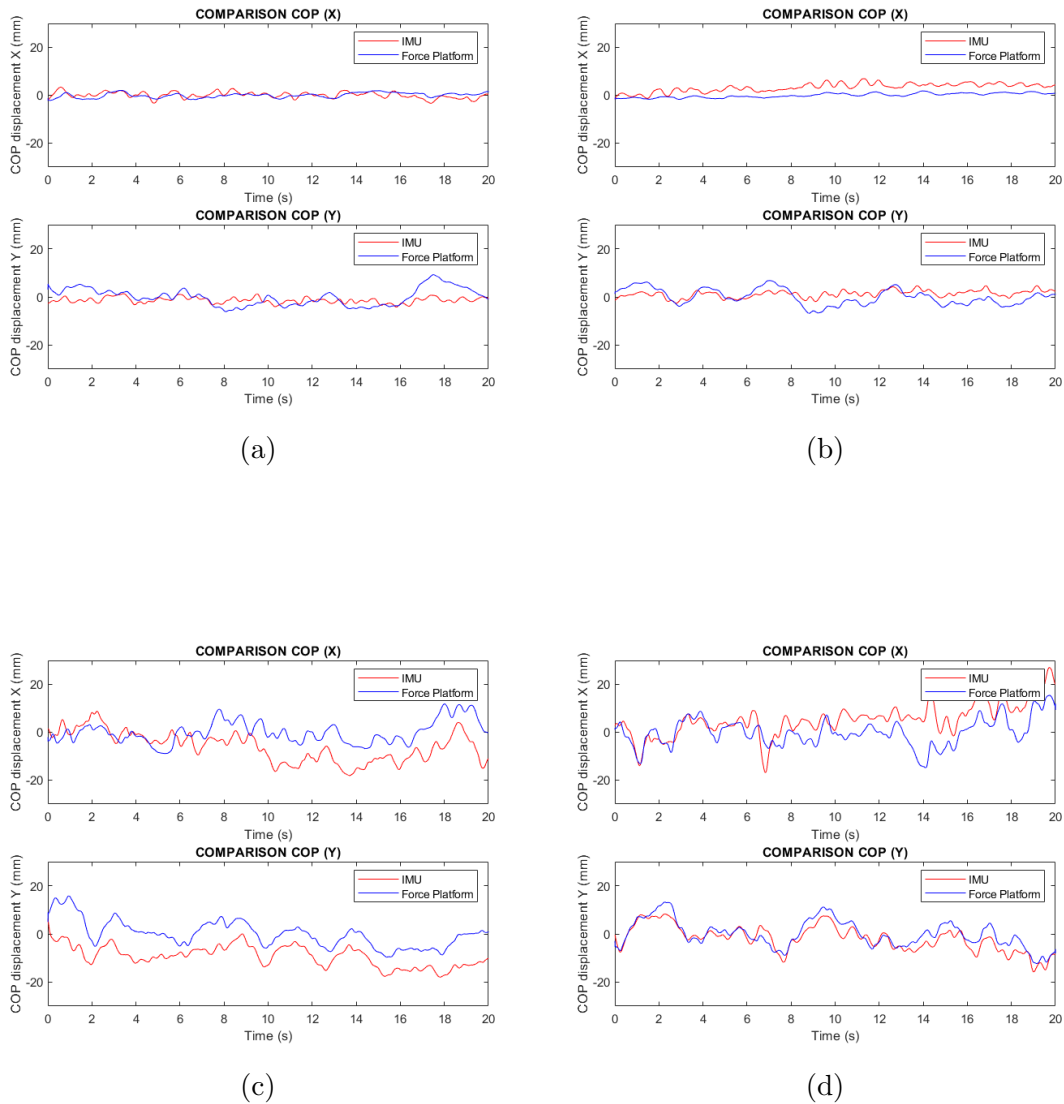 COMPARISON COP (X)
COP displacement X (mm)
20
0
-20
IMU
Force Platform
0 2 4 6 8 10 12 14 16 18 20
Time (s)
COMPARISON COP (Y)
COP displacement Y (mm)
20
0
-20
IMU
Force Platform
0 2 4 6 8 10 12 14 16 18 20
Time (s)
(a)
COMPARISON COP (X)
COP displacement X (mm)
20
0
-20
IMU
Force Platform
0 2 4 6 8 10 12 14 16 18 20
Time (s)
COMPARISON COP (Y)
COP displacement Y (mm)
20
0
-20
IMU
Force Platform
0 2 4 6 8 10 12 14 16 18 20
Time (s)
(b)
COMPARISON COP (X)
COP displacement X (mm)
20
0
-20
IMU
Force Platform
0 2 4 6 8 10 12 14 16 18 20
Time (s)
COMPARISON COP (Y)
COP displacement Y (mm)
20
0
-20
IMU
Force Platform
0 2 4 6 8 10 12 14 16 18 20
Time (s)
(c)
COMPARISON COP (X)
COP displacement X (mm)
20
0
-20
IMU
Force Platform
0 2 4 6 8 10 12 14 16 18 20
Time (s)
COMPARISON COP (Y)
COP displacement Y (mm)
20
0
-20
IMU
Force Platform
0 2 4 6 8 10 12 14 16 18 20
Time (s)
(d)